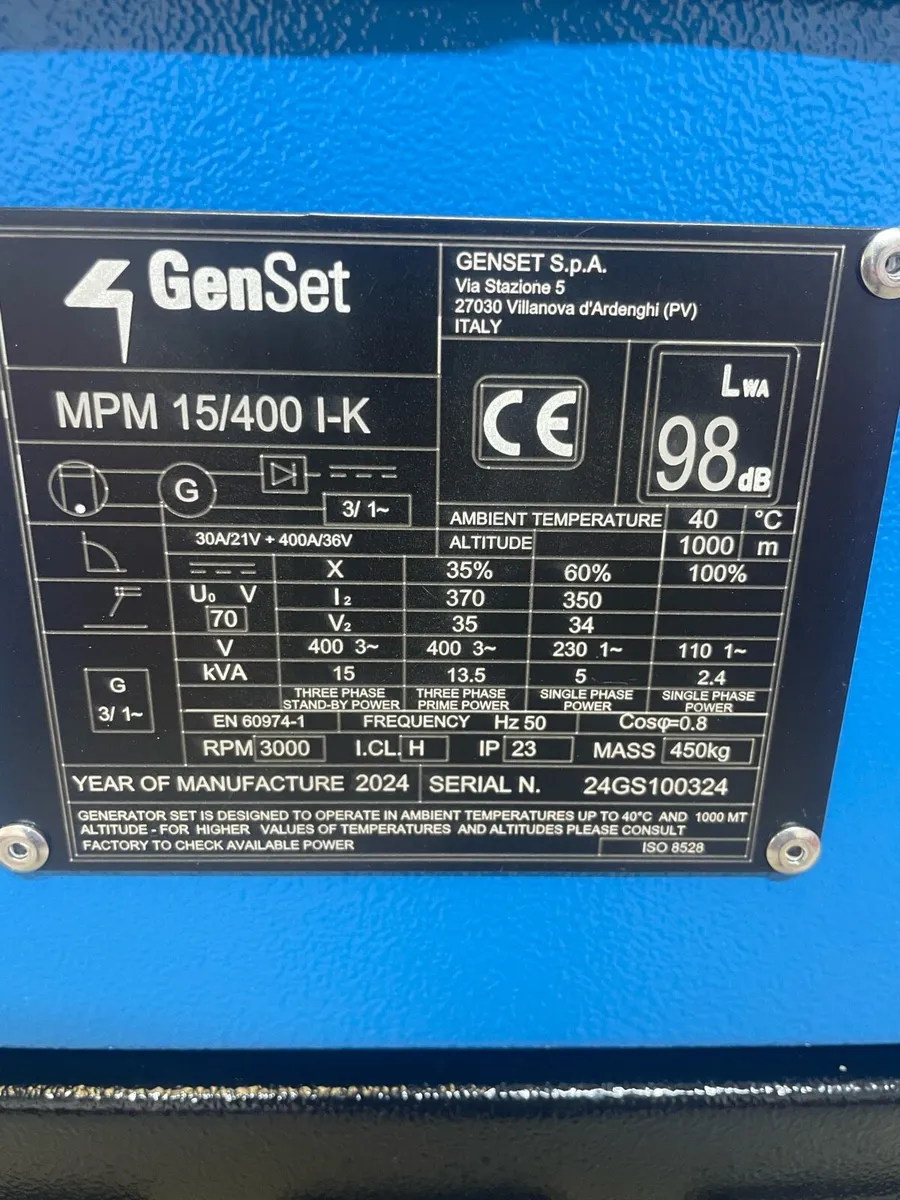 GenSet
GENSET S.p.A.
Via Stazione 5
27030 Villanova d'Ardenghi (PV)
ITALY
MPM 15/400 I-K
CE
LWA
98 dB
G
3/ 1~
AMBIENT TEMPERATURE 40 °C
30A/21V + 400A/36V
ALTITUDE 1000 m
X 35% 60% 100%
U₀ V I₂ 370 350
70 V₂ 35 34
V 400 3~ 400 3~ 230 1~ 110 1~
G
3/ 1~
kVA 15 13.5 5 2.4
THREE PHASE STAND-BY POWER
THREE PHASE PRIME POWER
SINGLE PHASE POWER
SINGLE PHASE POWER
EN 60974-1 FREQUENCY Hz 50 Cosφ=0.8
RPM 3000 I.CL. H IP 23 MASS 450kg
YEAR OF MANUFACTURE 2024 SERIAL N. 24GS100324
GENERATOR SET IS DESIGNED TO OPERATE IN AMBIENT TEMPERATURES UP TO 40°C AND 1000 MT
ALTITUDE - FOR HIGHER VALUES OF TEMPERATURES AND ALTITUDES PLEASE CONSULT
FACTORY TO CHECK AVAILABLE POWER
ISO 8528